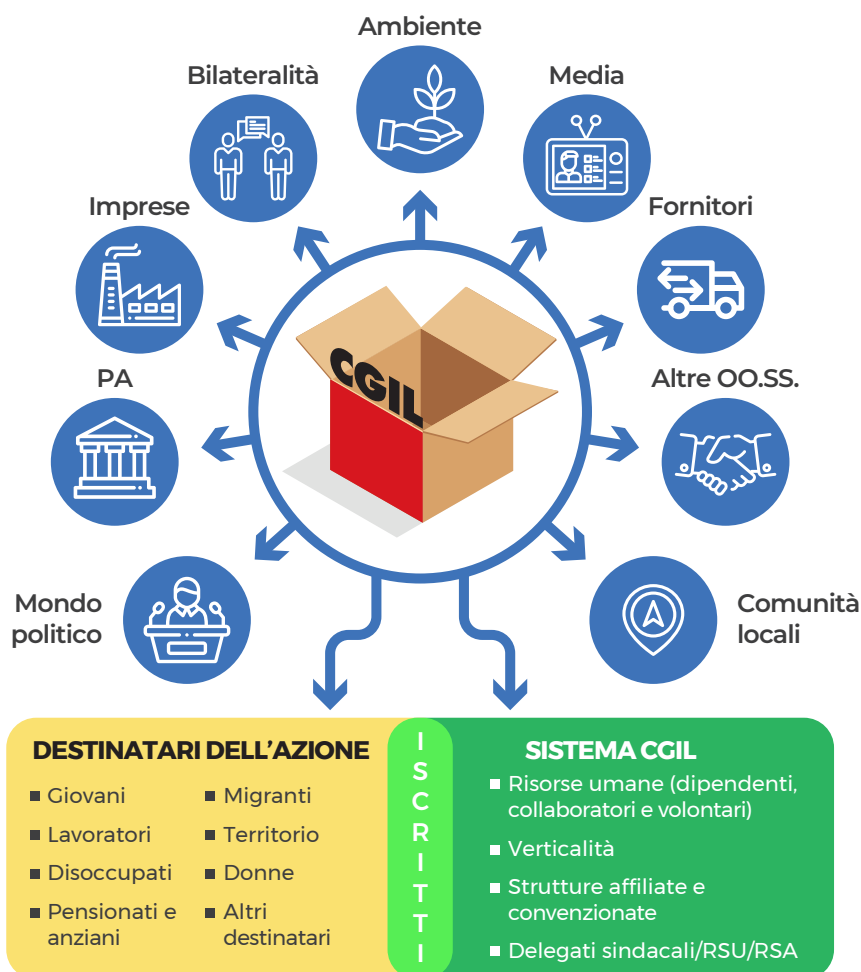 Ambiente
Bilateralità
Media
Imprese
Fornitori
PA
CGIL
Altre OO.SS.
Mondo
politico
Comunità
locali
DESTINATARI DELL'AZIONE
Giovani
Lavoratori
Disoccupati
Pensionati e
anziani
Migranti
Territorio
Donne
Altri
destinatari
ISCRITTI
SISTEMA CGIL
Risorse umane (dipendenti,
collaboratori e volontari)
Verticalità
Strutture affiliate e
convenzionate
Delegati sindacali/RSU/RSA